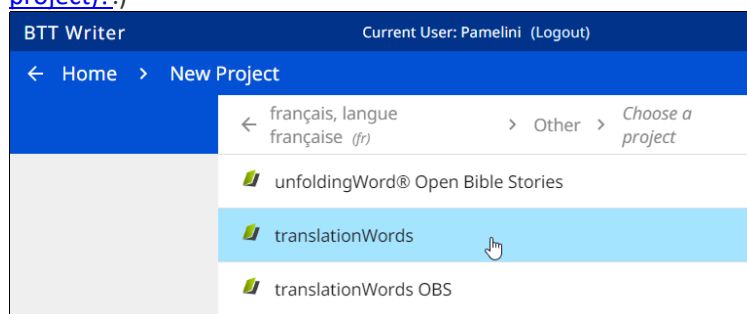 project).:)
BTT Writer Current User: Pamelini (Logout)
← Home > New Project
← français, langue française (fr) > Other > Choose a project
unfoldingWord® Open Bible Stories
translationWords
translationWords OBS